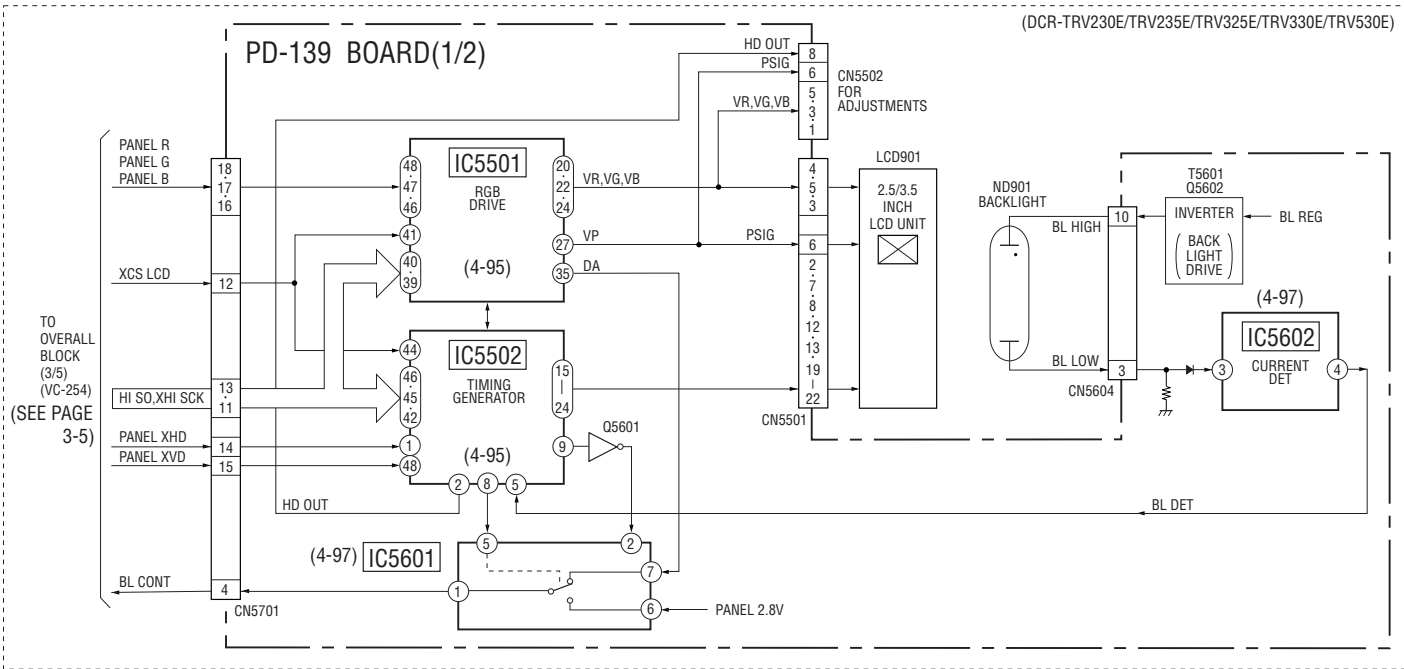 (DCR-TRV230E/TRV235E/TRV325E/TRV330E/TRV530E)
PD-139 BOARD(1/2)
HD OUT
8
PSIG
6
CN5502
FOR
ADJUSTMENTS
VR,VG,VB
5
3
1
PANEL R
PANEL G
PANEL B
18
17
16
48
47
46
IC5501
RGB
DRIVE
(4-95)
20
22
24
VR,VG,VB
4
5
3
LCD901
2.5/3.5
INCH
LCD UNIT
41
40
39
27
VP
PSIG
6
35
DA
XCS LCD
12
2
7
8
12
13
19
22
CN5501
ND901
BACKLIGHT
BL HIGH
10
T5601
Q5602
INVERTER
BACK
LIGHT
DRIVE
BL REG
(4-97)
IC5602
CURRENT
DET
3
4
BL LOW
3
CN5604
TO
OVERALL
BLOCK
(3/5)
(VC-254)
(SEE PAGE
3-5)
HI SO,XHI SCK
13
11
44
46
45
42
IC5502
TIMING
GENERATOR
(4-95)
15
24
9
Q5601
PANEL XHD
14
1
PANEL XVD
15
48
2
8
5
HD OUT
BL DET
(4-97)
IC5601
5
2
1
7
6
PANEL 2.8V
BL CONT
4
CN5701